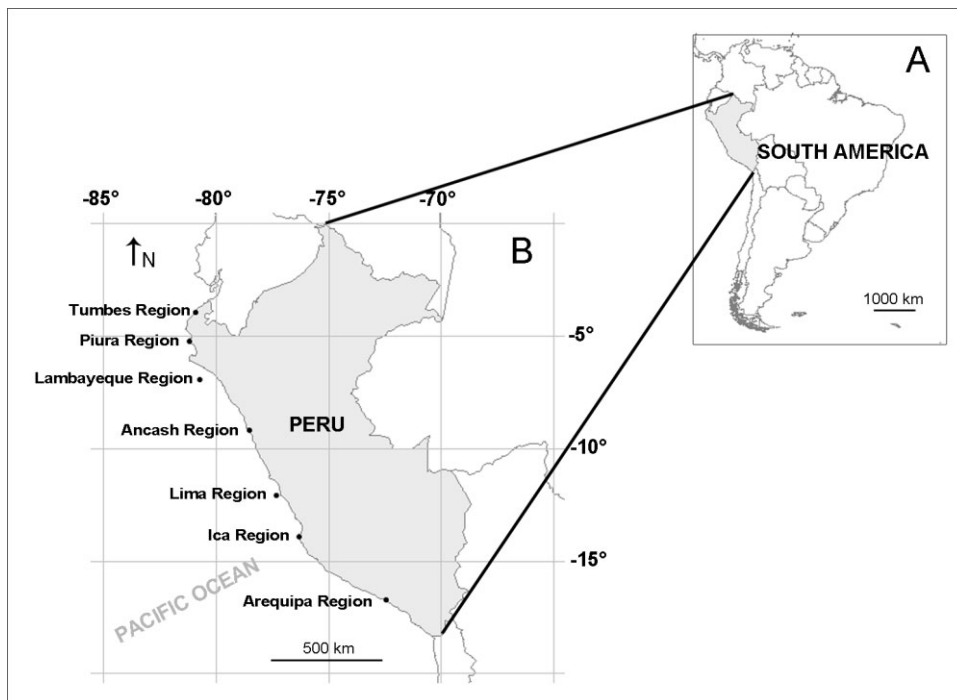 A
SOUTH AMERICA
1000 km
-85°
-80°
-75°
-70°
↑N
B
Tumbes Region
Piura Region
Lambayeque Region
Ancash Region
Lima Region
Ica Region
Arequipa Region
PERU
-5°
-10°
-15°
PACIFIC OCEAN
500 km